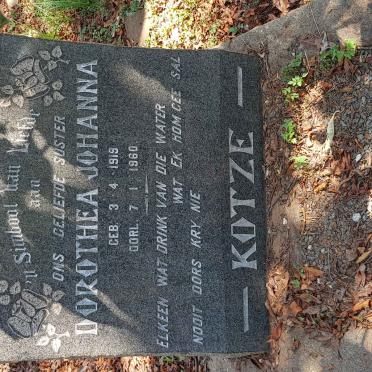 'n Simbool van Liefde
aan
ONS GELIEFDE SUSTER
DOROTHEA JOHANNA
GEB. 3 - 4 - 1919
OORL. 7 - 1 - 1960
ELKEEN WAT DRINK VAN DIE WATER
WAT EK HOM GEE SAL
NOOIT DORS KRY NIE
— KOTZE —